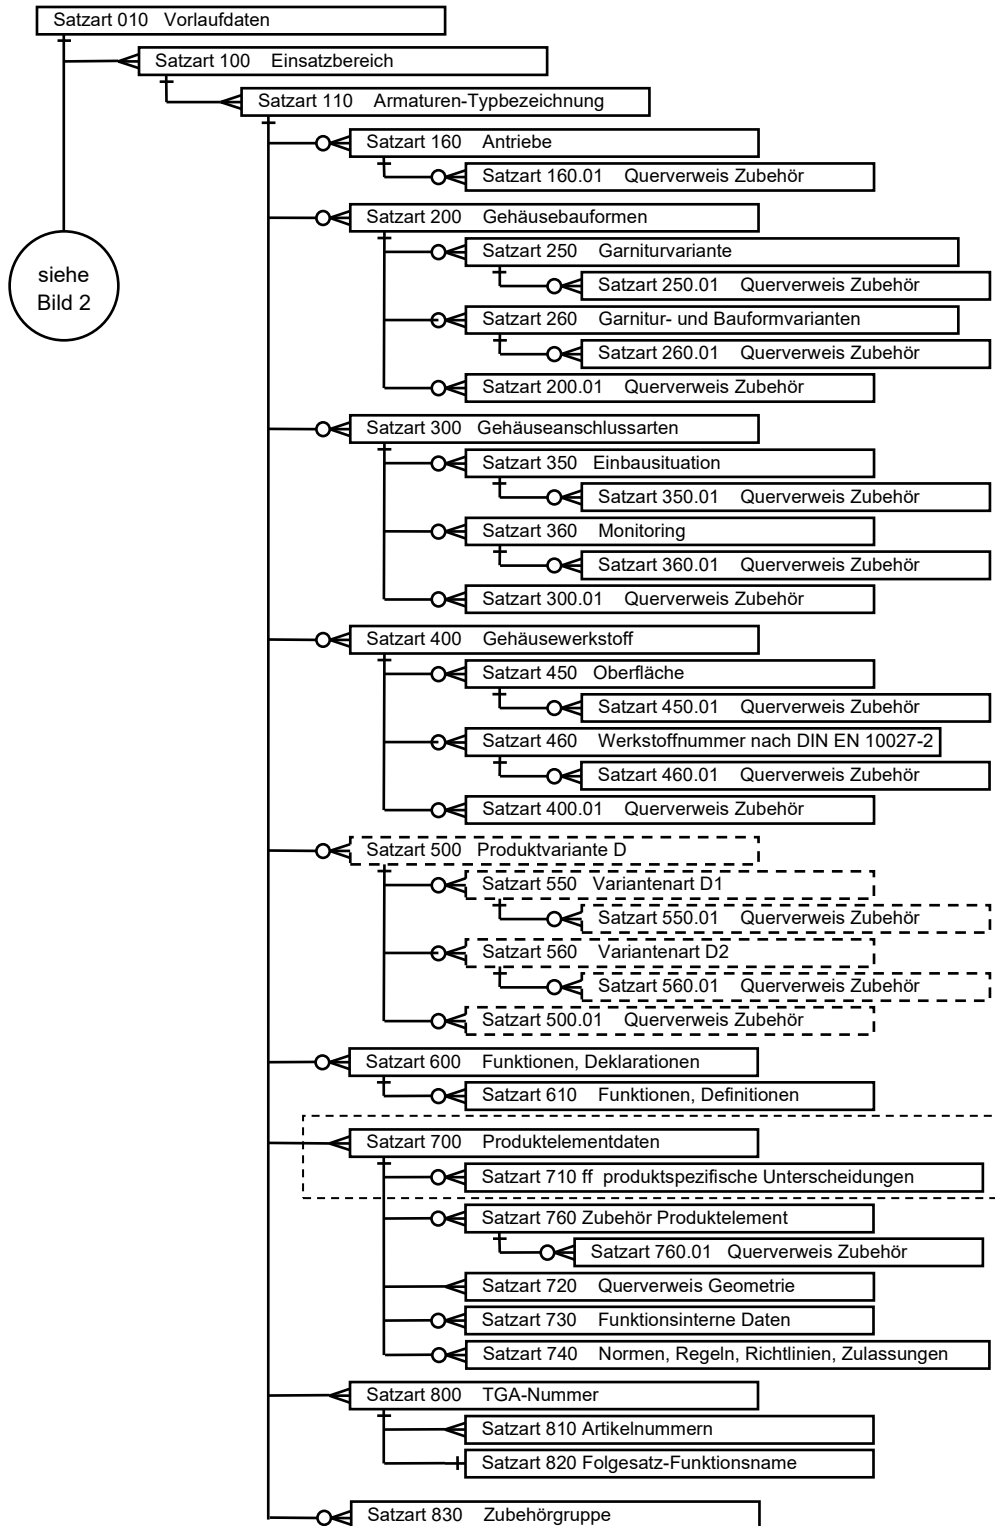 Satzart 010 Vorlaufdaten
Satzart 100 Einsatzbereich
Satzart 110 Armaturen-Typbezeichnung
Satzart 160 Antriebe
Satzart 160.01 Querverweis Zubehör
Satzart 200 Gehäusebauformen
Satzart 250 Garniturvariante
siehe
Bild 2
Satzart 250.01 Querverweis Zubehör
Satzart 260 Garnitur- und Bauformvarianten
Satzart 260.01 Querverweis Zubehör
Satzart 200.01 Querverweis Zubehör
Satzart 300 Gehäuseanschlussarten
Satzart 350 Einbausituation
Satzart 350.01 Querverweis Zubehör
Satzart 360 Monitoring
Satzart 360.01 Querverweis Zubehör
Satzart 300.01 Querverweis Zubehör
Satzart 400 Gehäusewerkstoff
Satzart 450 Oberfläche
Satzart 450.01 Querverweis Zubehör
Satzart 460 Werkstoffnummer nach DIN EN 10027-2
Satzart 460.01 Querverweis Zubehör
Satzart 400.01 Querverweis Zubehör
Satzart 500 Produktvariante D
Satzart 550 Variantenart D1
Satzart 550.01 Querverweis Zubehör
Satzart 560 Variantenart D2
Satzart 560.01 Querverweis Zubehör
Satzart 500.01 Querverweis Zubehör
Satzart 600 Funktionen, Deklarationen
Satzart 610 Funktionen, Definitionen
Satzart 700 Produktelementdaten
Satzart 710 ff produktspezifische Unterscheidungen
Satzart 760 Zubehör Produktelement
Satzart 760.01 Querverweis Zubehör
Satzart 720 Querverweis Geometrie
Satzart 730 Funktionsinterne Daten
Satzart 740 Normen, Regeln, Richtlinien, Zulassungen
Satzart 800 TGA-Nummer
Satzart 810 Artikelnummern
Satzart 820 Folgesatz-Funktionsname
Satzart 830 Zubehörgruppe